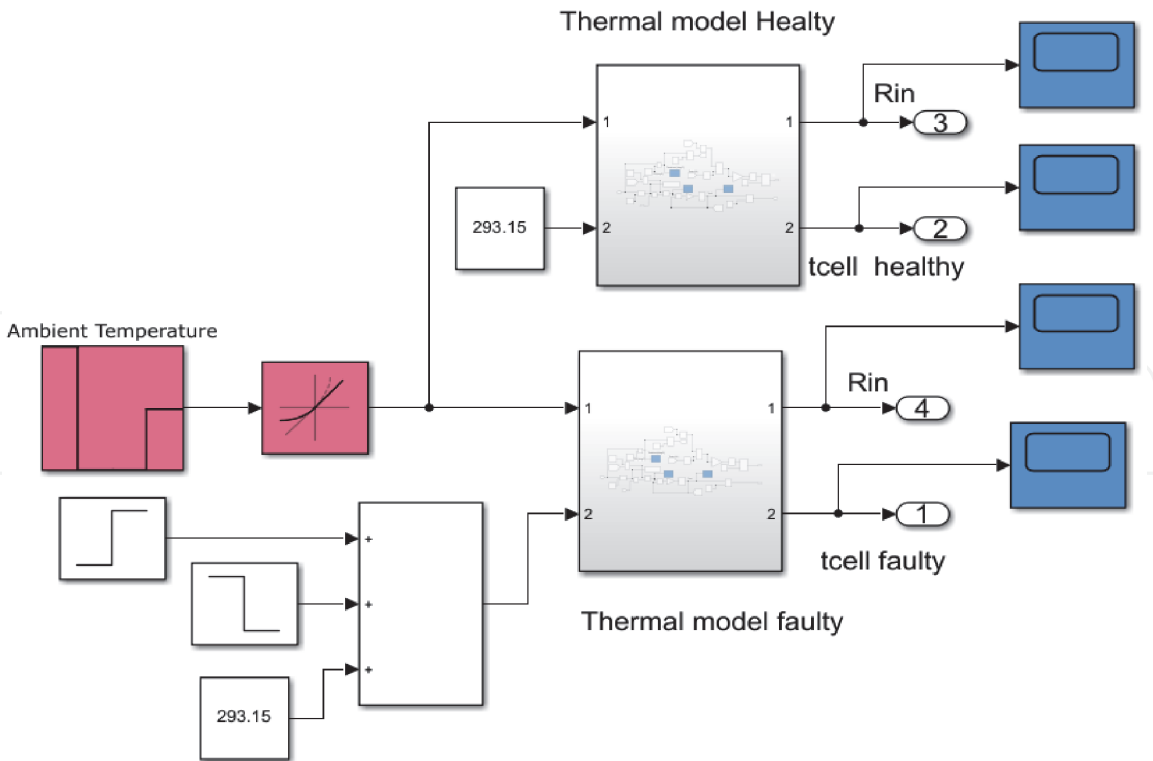 Thermal model Healty
Rin
1
1
3
293.15
2
2
2
tcell healthy
Ambient Temperature
Rin
1
1
4
+
2
2
1
tcell faulty
+
Thermal model faulty
+
293.15